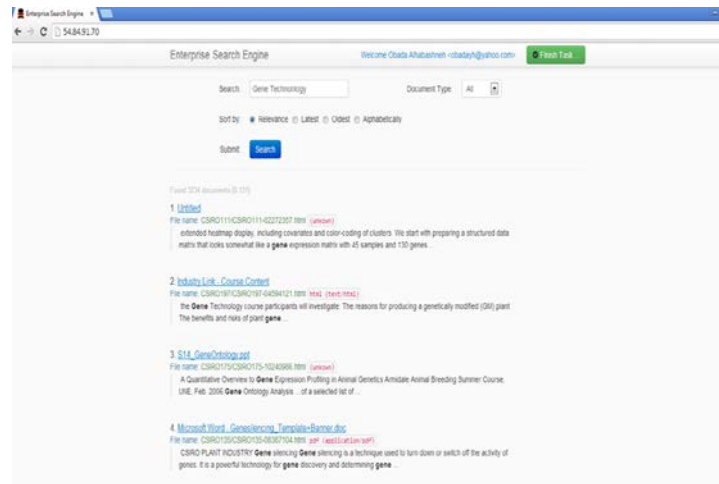 Enterprise Search Engine
54.84.91.70
Enterprise Search Engine
Welcome Obada Alhabashneh <obadayh@yahoo.com>
Finish Task
Search: Gene Technology
Document Type: All
Sort by: Relevance Latest Oldest Alphabetically
Submit: Search
Found documents
1. Untitled
File name: CSIRO111/CSIRO111-02272357.html (unkown)
extended heatmap display, including covariates and color-coding of clusters. We start with preparing a structured data
matrix that looks somewhat like a gene expression matrix with 45 samples and 130 genes ...
2. Industry Link - Course Content
File name: CSIRO197/CSIRO197-04594121.html html (text/html)
the Gene Technology course participants will investigate: The reasons for producing a genetically modified (GM) plant
The benefits and risks of plant gene ...
3. S14_GeneOntology.ppt
File name: CSIRO175/CSIRO175-10240986.html (unkown)
A Quantitative Overview to Gene Expression Profiling in Animal Genetics Armidale Animal Breeding Summer Course,
UNE, Feb. 2006 Gene Ontology Analysis ... of a selected list of ...
4. Microsoft Word - Genesilencing_Template+Banner.doc
File name: CSIRO135/CSIRO135-08387104.html pdf (application/pdf)
CSIRO PLANT INDUSTRY Gene silencing Gene silencing is a technique used to turn down or switch off the activity of
genes. It is a powerful technology for gene discovery and determining gene ...